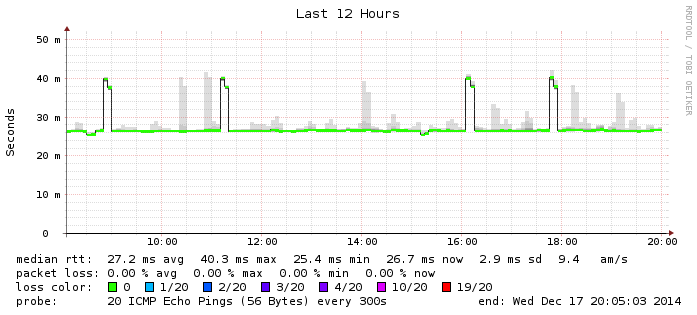 Last 12 Hours
RRDTOOL / TOBI OETIKER
Seconds
50 m
40 m
30 m
20 m
10 m
0
10:00 12:00 14:00 16:00 18:00 20:00
median rtt: 27.2 ms avg 40.3 ms max 25.4 ms min 26.7 ms now 2.9 ms sd 9.4 am/s
packet loss: 0.00 % avg 0.00 % max 0.00 % min 0.00 % now
loss color: 0 1/20 2/20 3/20 4/20 10/20 19/20
probe: 20 ICMP Echo Pings (56 Bytes) every 300s end: Wed Dec 17 20:05:03 2014